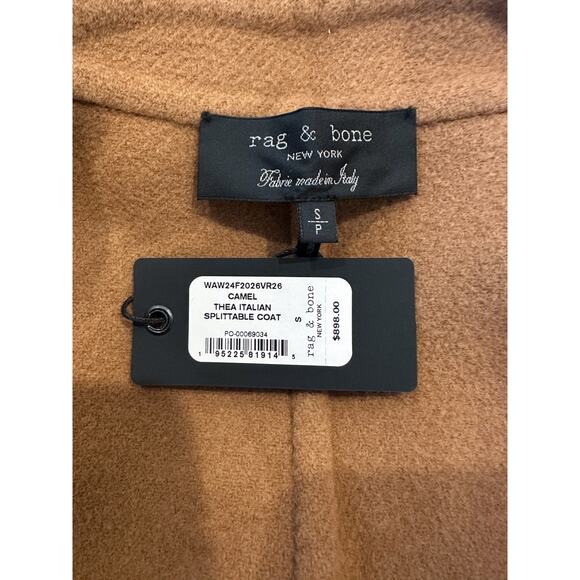 rag & bone
NEW YORK
Fabric made in Italy
S
P
WAW24F2026VR26
CAMEL
THEA ITALIAN
SPLITTABLE COAT
PO-00069034
1 95225 81914 5
S
rag & bone
NEW YORK
$898.00